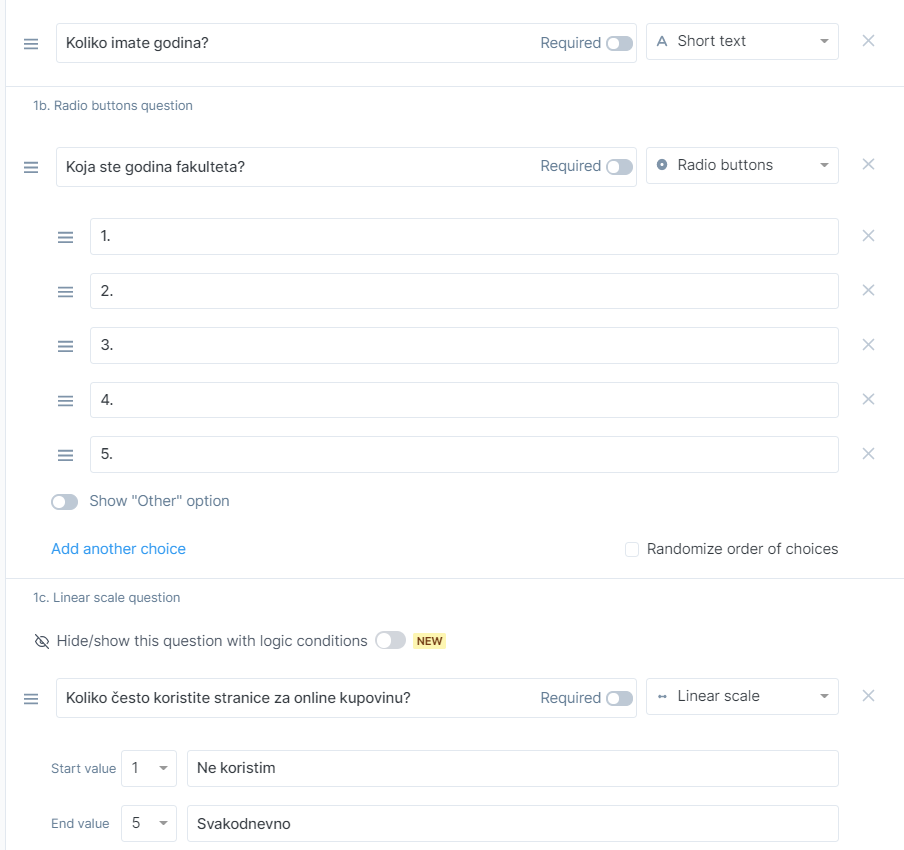 Koliko imate godina? Required Short text
1b. Radio buttons question
Koja ste godina fakulteta? Required Radio buttons
1.
2.
3.
4.
5.
Show "Other" option
Add another choice Randomize order of choices
1c. Linear scale question
Hide/show this question with logic conditions NEW
Koliko često koristite stranice za online kupovinu? Required Linear scale
Start value 1 Ne koristim
End value 5 Svakodnevno